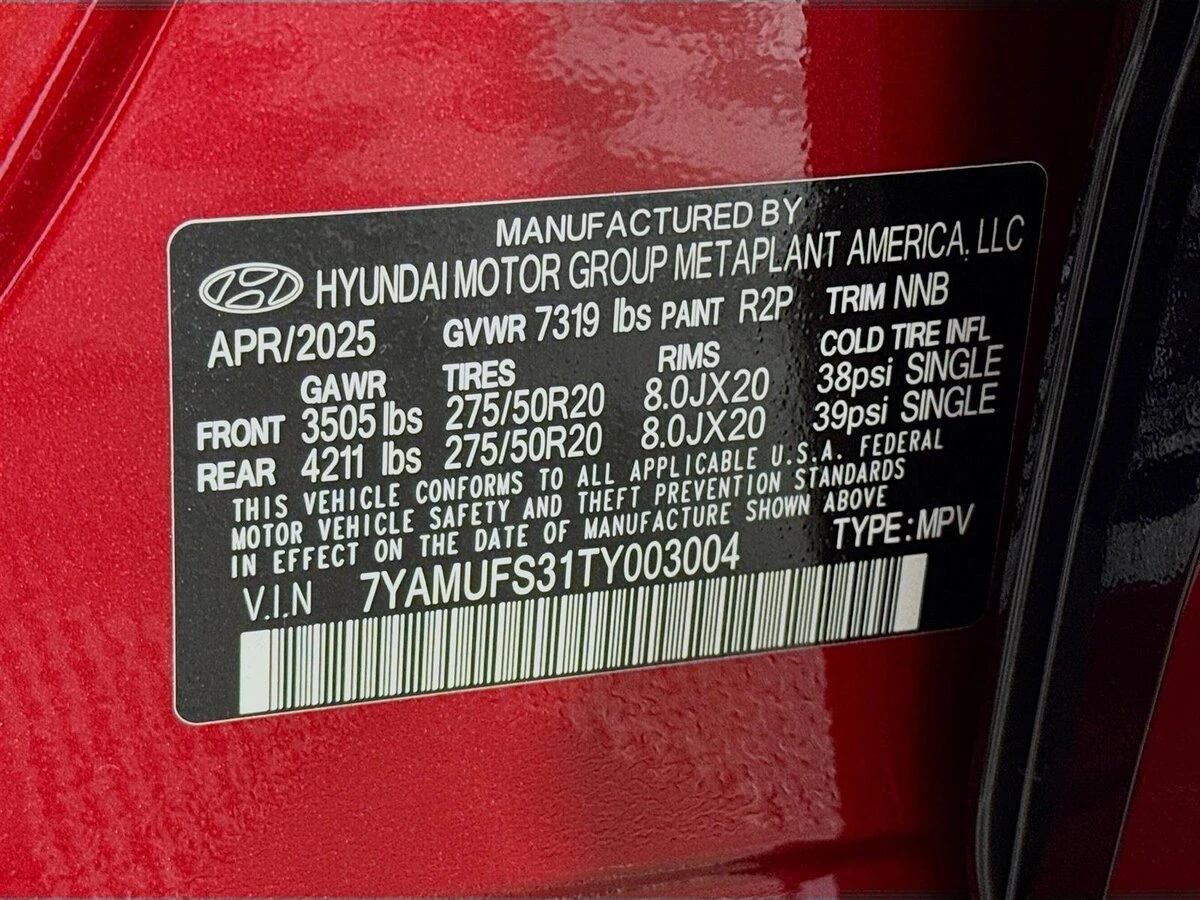 MANUFACTURED BY
HYUNDAI MOTOR GROUP METAPLANT AMERICA, LLC
APR/2025 GVWR 7319 lbs PAINT R2P TRIM NNB
GAWR TIRES RIMS COLD TIRE INFL
FRONT 3505 lbs 275/50R20 8.0JX20 38psi SINGLE
REAR 4211 lbs 275/50R20 8.0JX20 39psi SINGLE
THIS VEHICLE CONFORMS TO ALL APPLICABLE U.S.A. FEDERAL
MOTOR VEHICLE SAFETY AND THEFT PREVENTION STANDARDS
IN EFFECT ON THE DATE OF MANUFACTURE SHOWN ABOVE
V.I.N 7YAMUFS31TY003004 TYPE:MPV